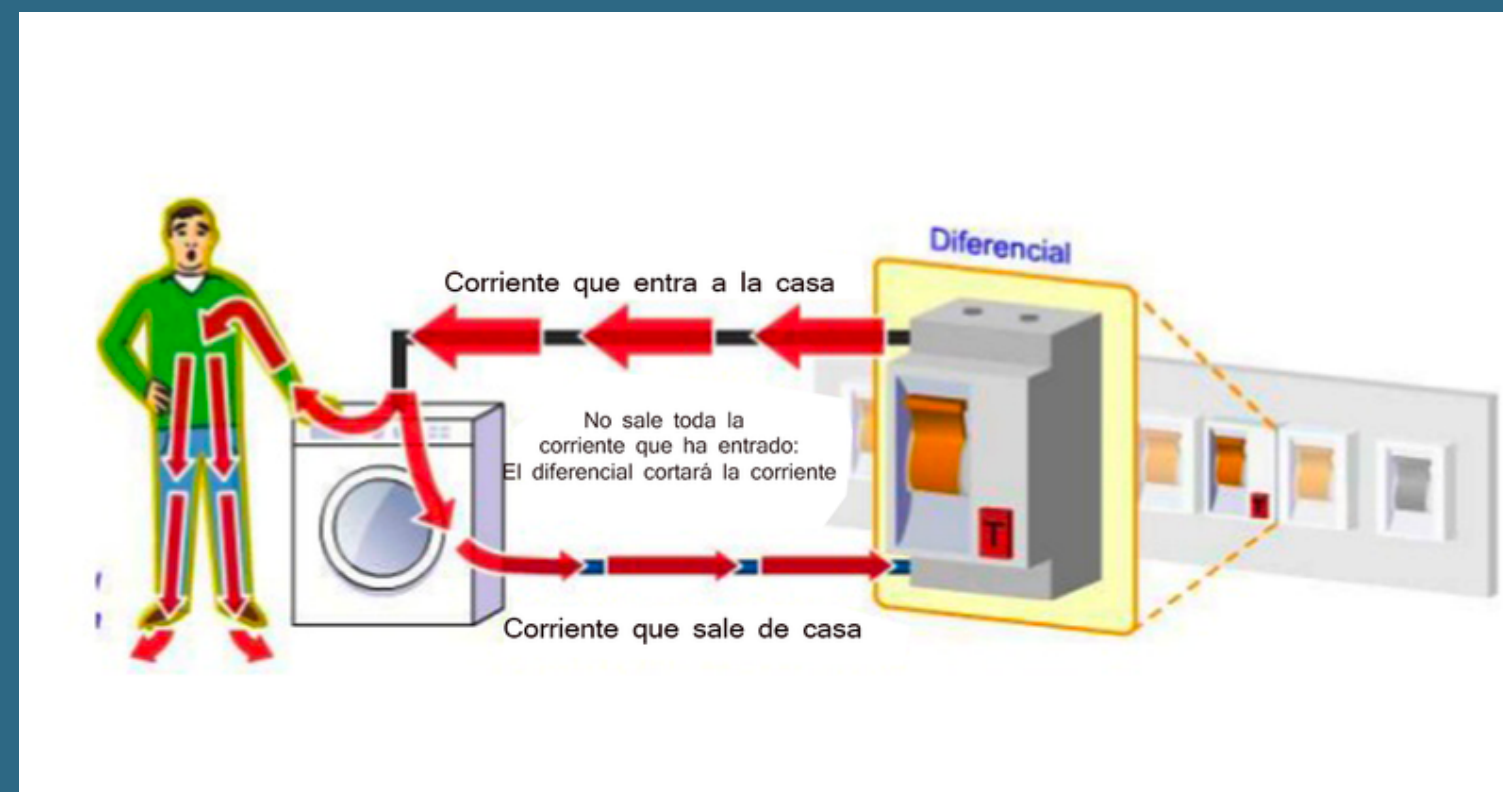 Diferencial
Corriente que entra a la casa
No sale toda la
corriente que ha entrado:
El diferencial cortará la corriente
T
T
Corriente que sale de casa